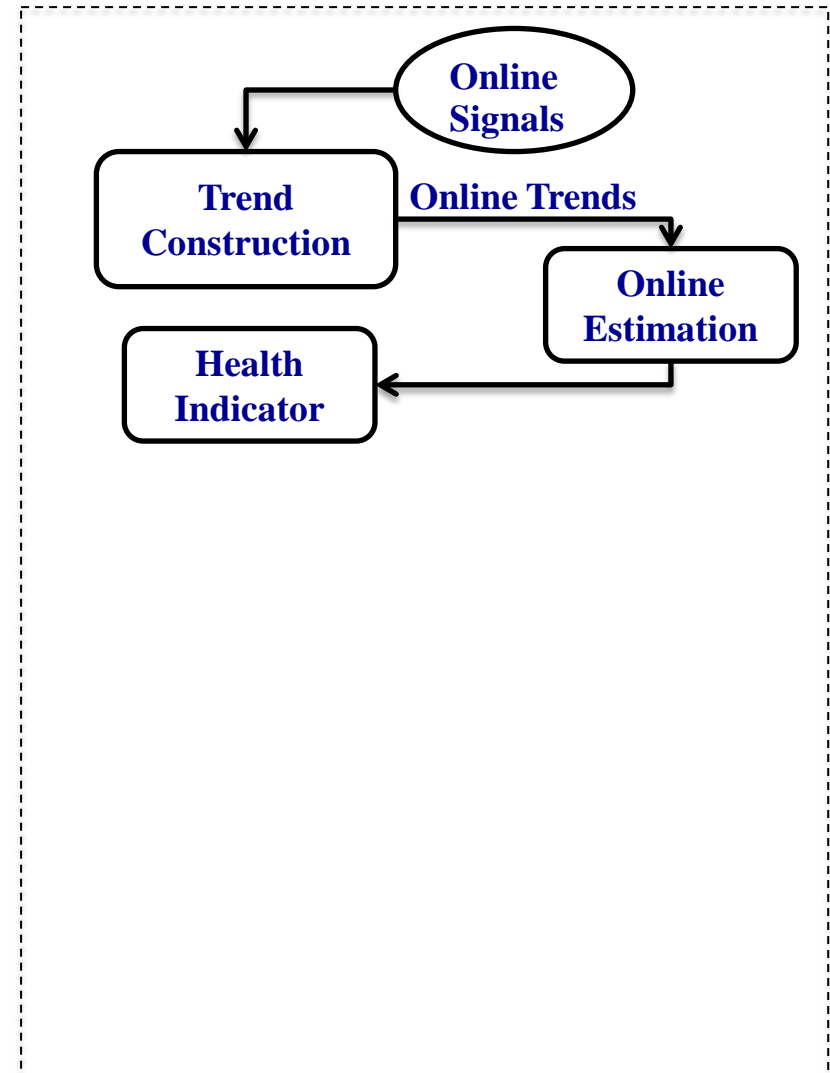 Online
Signals
Trend
Construction
Online Trends
Online
Estimation
Health
Indicator